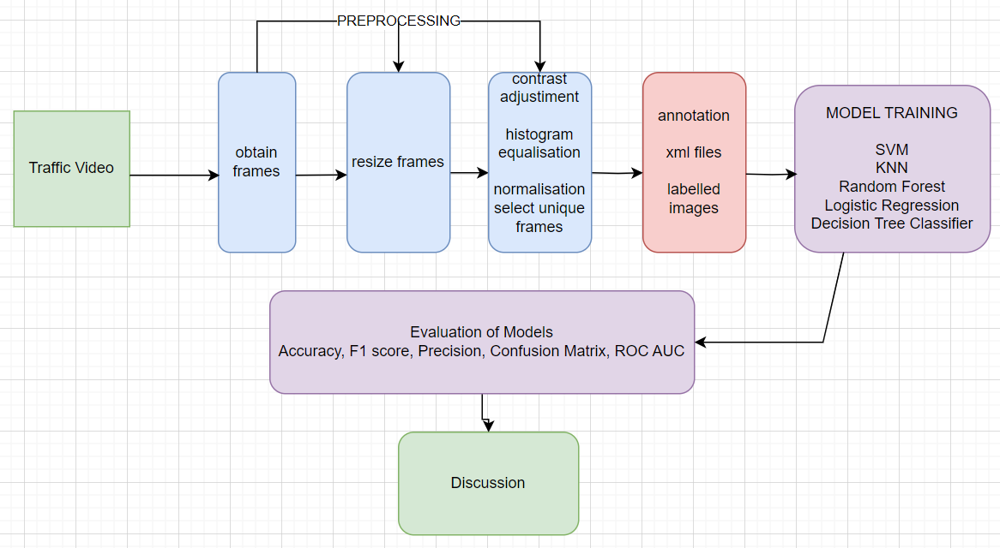 PREPROCESSING
Traffic Video
obtain
frames
resize frames
contrast
adjustiment
histogram
equalisation
normalisation
select unique
frames
annotation
xml files
labelled
images
MODEL TRAINING
SVM
KNN
Random Forest
Logistic Regression
Decision Tree Classifier
Evaluation of Models
Accuracy, F1 score, Precision, Confusion Matrix, ROC AUC
Discussion